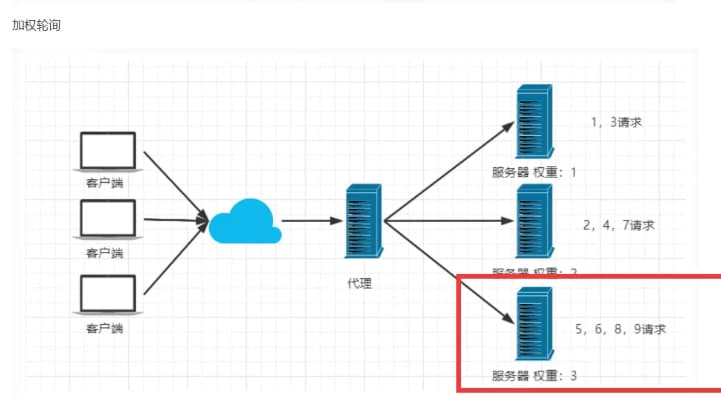 加权轮询
1，3请求
客户端
服务器 权重：1
客户端
2，4，7请求
代理
服务器 权重：2
客户端
5，6，8，9请求
服务器 权重：3